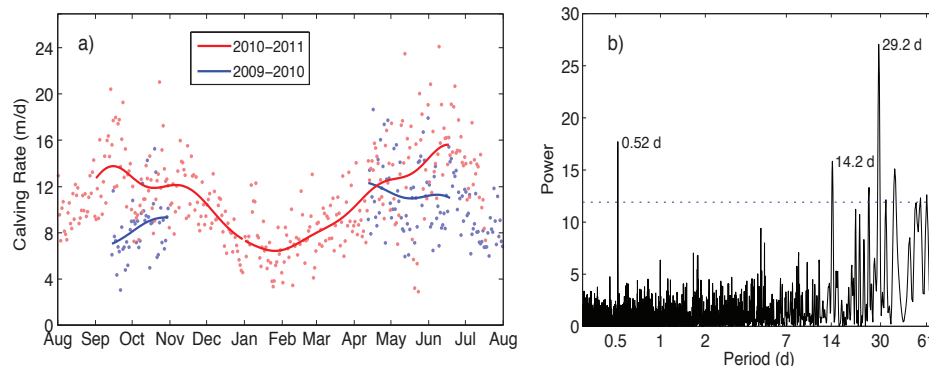 a)
2010−2011
2009−2010
Calving Rate (m/d)
24
20
16
12
8
4
0
Aug Sep Oct Nov Dec Jan Feb Mar Apr May Jun Jul Aug
b)
29.2 d
0.52 d
14.2 d
Power
30
25
20
15
10
5
0
0.5 1 2 7 14 30 61
Period (d)